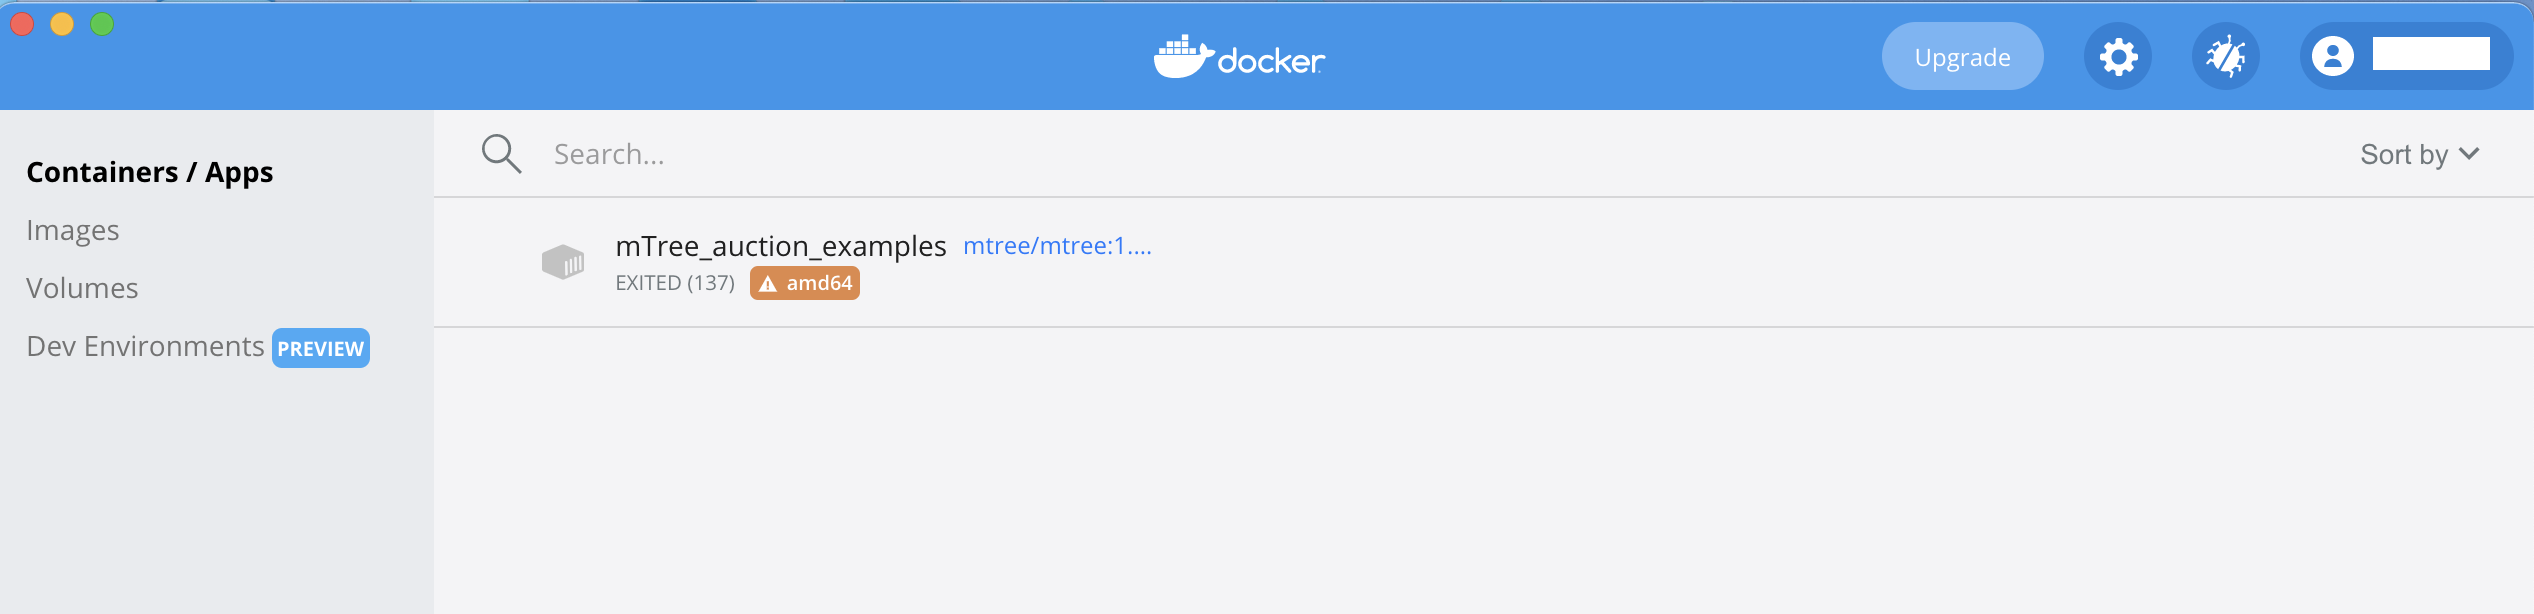 docker
Upgrade
Containers / Apps
Images
Volumes
Dev Environments PREVIEW
Search...
Sort by
mTree_auction_examples mtree/mtree:1....
EXITED (137) amd64